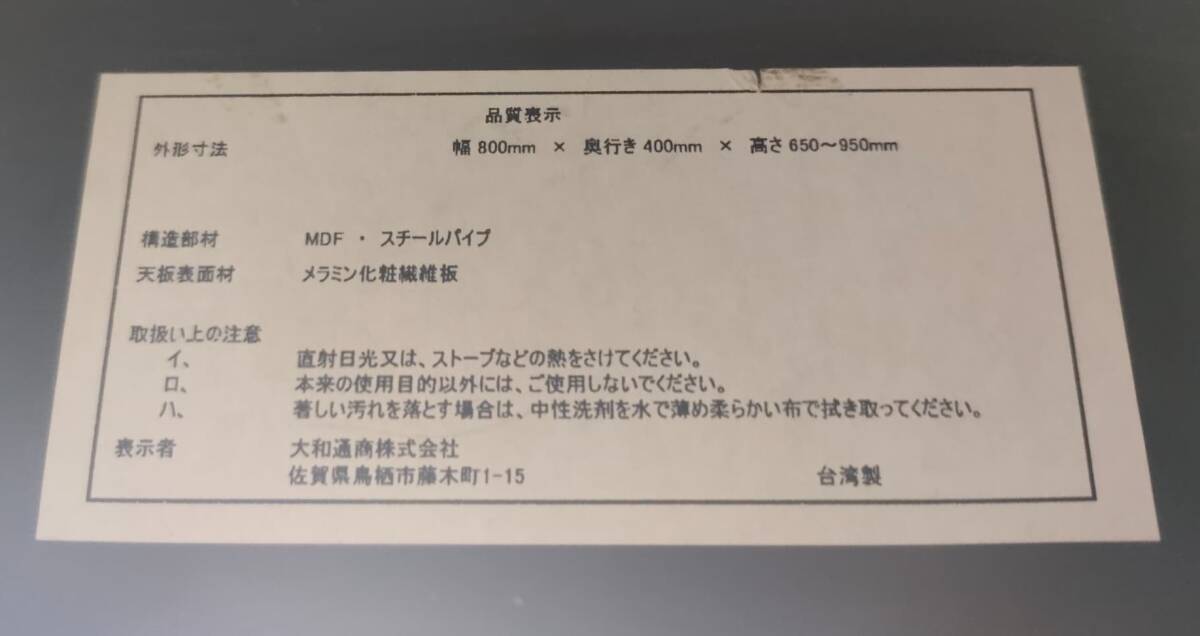 品質表示
外形寸法 幅 800mm × 奥行き 400mm × 高さ 650～950mm
構造部材 MDF ・ スチールパイプ
天板表面材 メラミン化粧繊維板
取扱い上の注意
イ、 直射日光又は、ストーブなどの熱をさけてください。
ロ、 本来の使用目的以外には、ご使用しないでください。
ハ、 著しい汚れを落とす場合は、中性洗剤を水で薄め柔らかい布で拭き取ってください。
表示者 大和通商株式会社
佐賀県鳥栖市藤木町1-15 台湾製